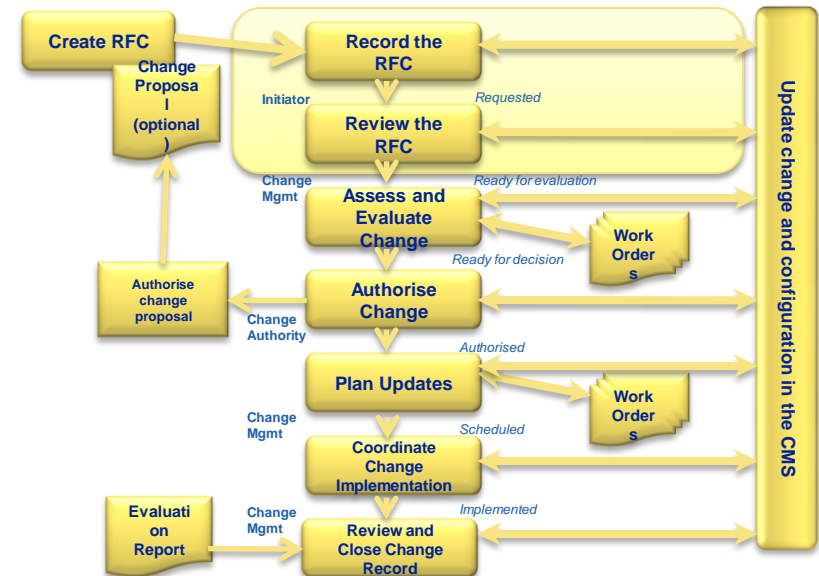 Create RFC
Change
Proposa
l
(optional
)
Record the
RFC
Initiator
Requested
Review the
RFC
Change
Mgmt
Ready for evaluation
Assess and
Evaluate
Change
Work
Order
s
Ready for decision
Authorise
change
proposal
Authorise
Change
Change
Authority
Authorised
Plan Updates
Work
Order
s
Change
Mgmt
Scheduled
Coordinate
Change
Implementation
Evaluati
on
Report
Change
Mgmt
Implemented
Review and
Close Change
Record
Update change and configuration in the CMS